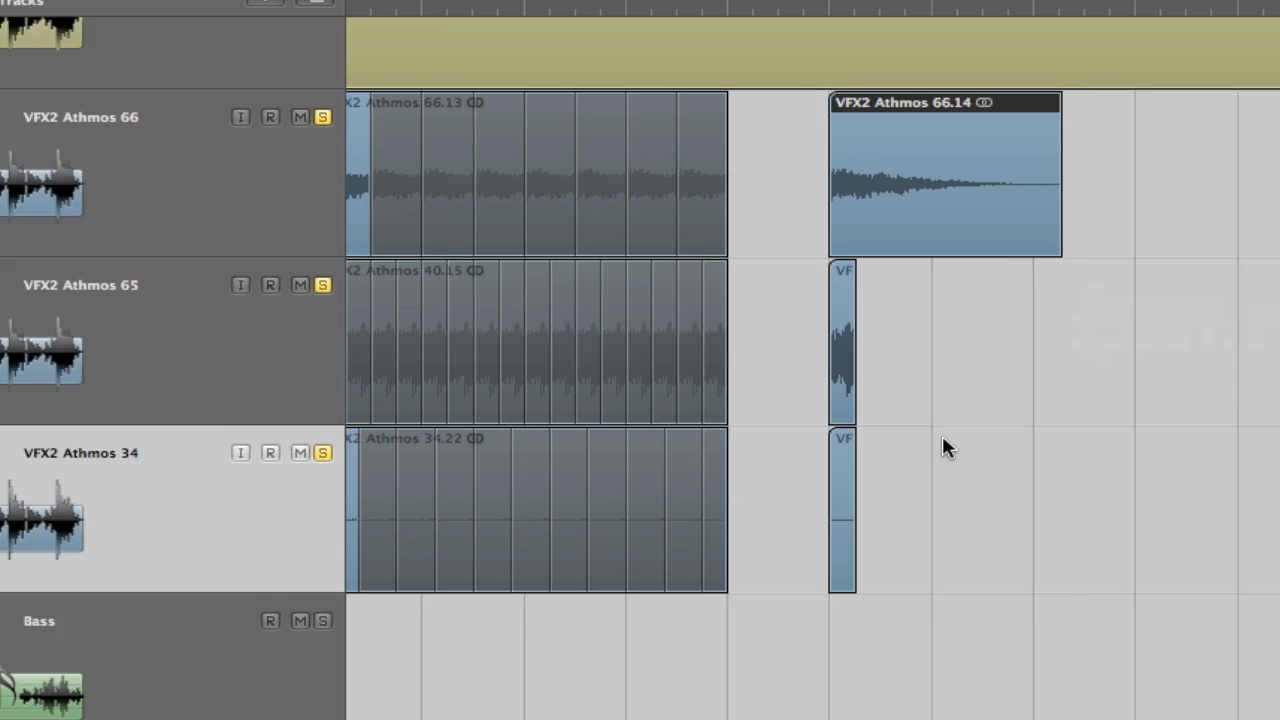 Tracks
X2 Athmos 66.13
VFX2 Athmos 66.14
VFX2 Athmos 66
I R M S
X2 Athmos 40.15
VF
VFX2 Athmos 65
I R M S
X2 Athmos 34.22
VF
VFX2 Athmos 34
I R M S
Bass
R M S